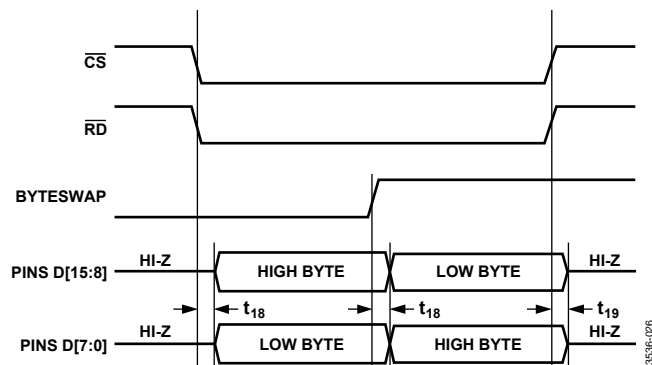 CS
RD
BYTESWAP
PINS D[15:8] HI-Z HIGH BYTE LOW BYTE HI-Z
t18 t18 t19
PINS D[7:0] HI-Z LOW BYTE HIGH BYTE HI-Z
3536-026